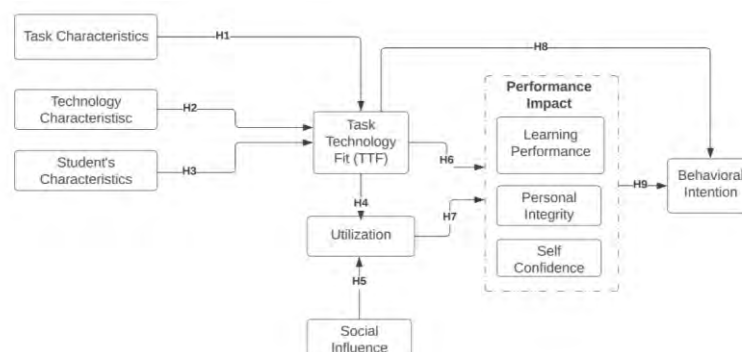 Task Characteristics
H1
H8
Performance
Impact
Technology
Characteristisc
H2
Task
Technology
Fit (TTF)
Learning
Performance
Student's
Characteristics
H3
H6
Behavioral
Intention
H9
H4
Personal
Integrity
H7
Utilization
Self
Confidence
H5
Social
Influence